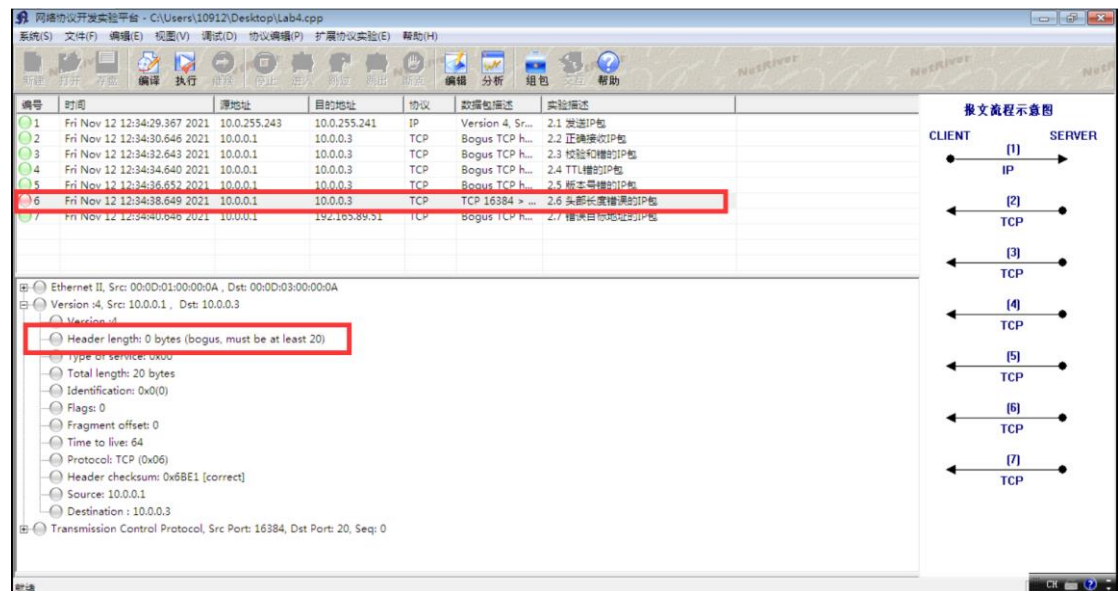 网络协议开发实验平台 - C:\Users\10912\Desktop\Lab4.cpp
系统(S) 文件(F) 编辑(E) 视图(V) 调试(D) 协议编辑(P) 扩展协议实验(E) 帮助(H)
新建 打开 存盘 编译 执行 继续 停止 进入 跳过 跳出 断点 编辑 分析 组包 交互 帮助
NetRiver NetRiver
编号 时间 源地址 目的地址 协议 数据包描述 实验描述
1 Fri Nov 12 12:34:29.367 2021 10.0.255.243 10.0.255.241 IP Version 4, Sr... 2.1 发送IP包
2 Fri Nov 12 12:34:30.646 2021 10.0.0.1 10.0.0.3 TCP Bogus TCP h... 2.2 正确接收IP包
3 Fri Nov 12 12:34:32.643 2021 10.0.0.1 10.0.0.3 TCP Bogus TCP h... 2.3 校验和错的IP包
4 Fri Nov 12 12:34:34.640 2021 10.0.0.1 10.0.0.3 TCP Bogus TCP h... 2.4 TTL错的IP包
5 Fri Nov 12 12:34:36.652 2021 10.0.0.1 10.0.0.3 TCP Bogus TCP h... 2.5 版本号错的IP包
6 Fri Nov 12 12:34:38.649 2021 10.0.0.1 10.0.0.3 TCP TCP 16384 > ... 2.6 头部长度错误的IP包
7 Fri Nov 12 12:34:40.646 2021 10.0.0.1 192.165.89.51 TCP Bogus TCP h... 2.7 错误目标地址的IP包
Ethernet II, Src: 00:0D:01:00:00:0A , Dst: 00:0D:03:00:00:0A
Version :4, Src: 10.0.0.1 , Dst: 10.0.0.3
Version :4
Header length: 0 bytes (bogus, must be at least 20)
Type of service: 0x00
Total length: 20 bytes
Identification: 0x0(0)
Flags: 0
Fragment offset: 0
Time to live: 64
Protocol: TCP (0x06)
Header checksum: 0x6BE1 [correct]
Source: 10.0.0.1
Destination : 10.0.0.3
Transmission Control Protocol, Src Port: 16384, Dst Port: 20, Seq: 0
报文流程示意图
CLIENT SERVER
(1)
IP
(2)
TCP
(3)
TCP
(4)
TCP
(5)
TCP
(6)
TCP
(7)
TCP
就绪
CH